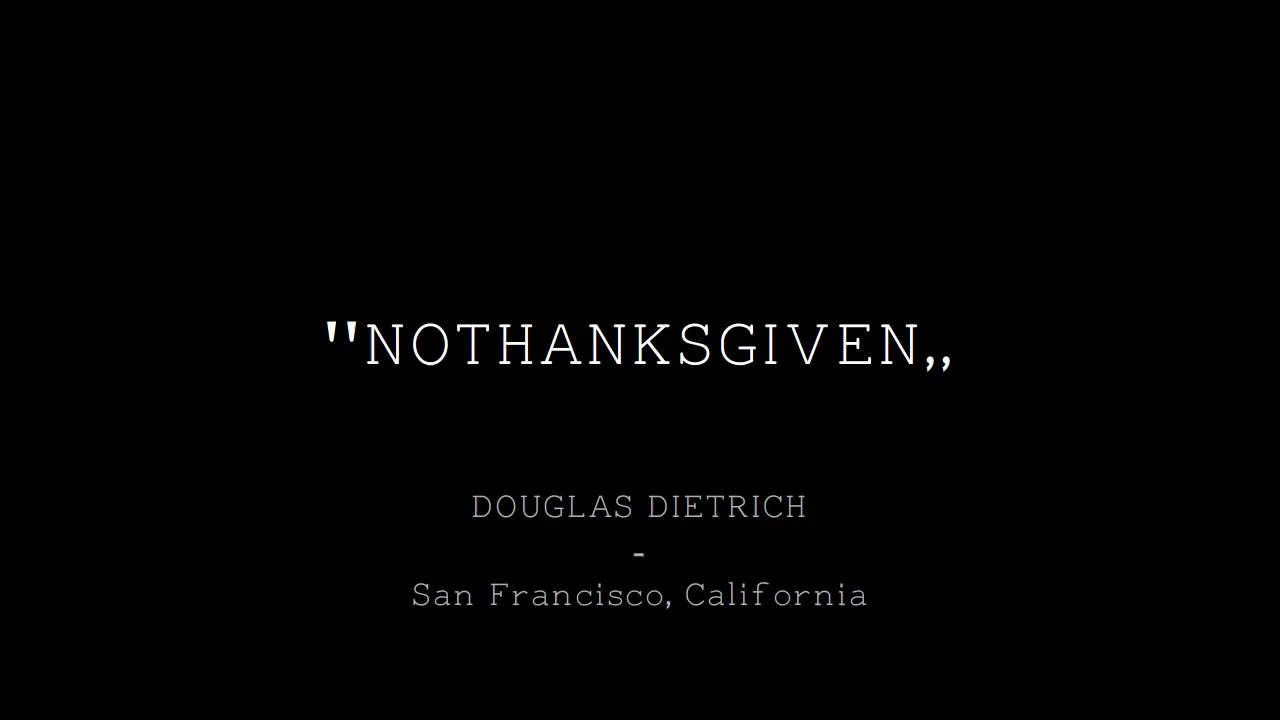 "NOTHANKSGIVEN,,
DOUGLAS DIETRICH
-
San Francisco, California